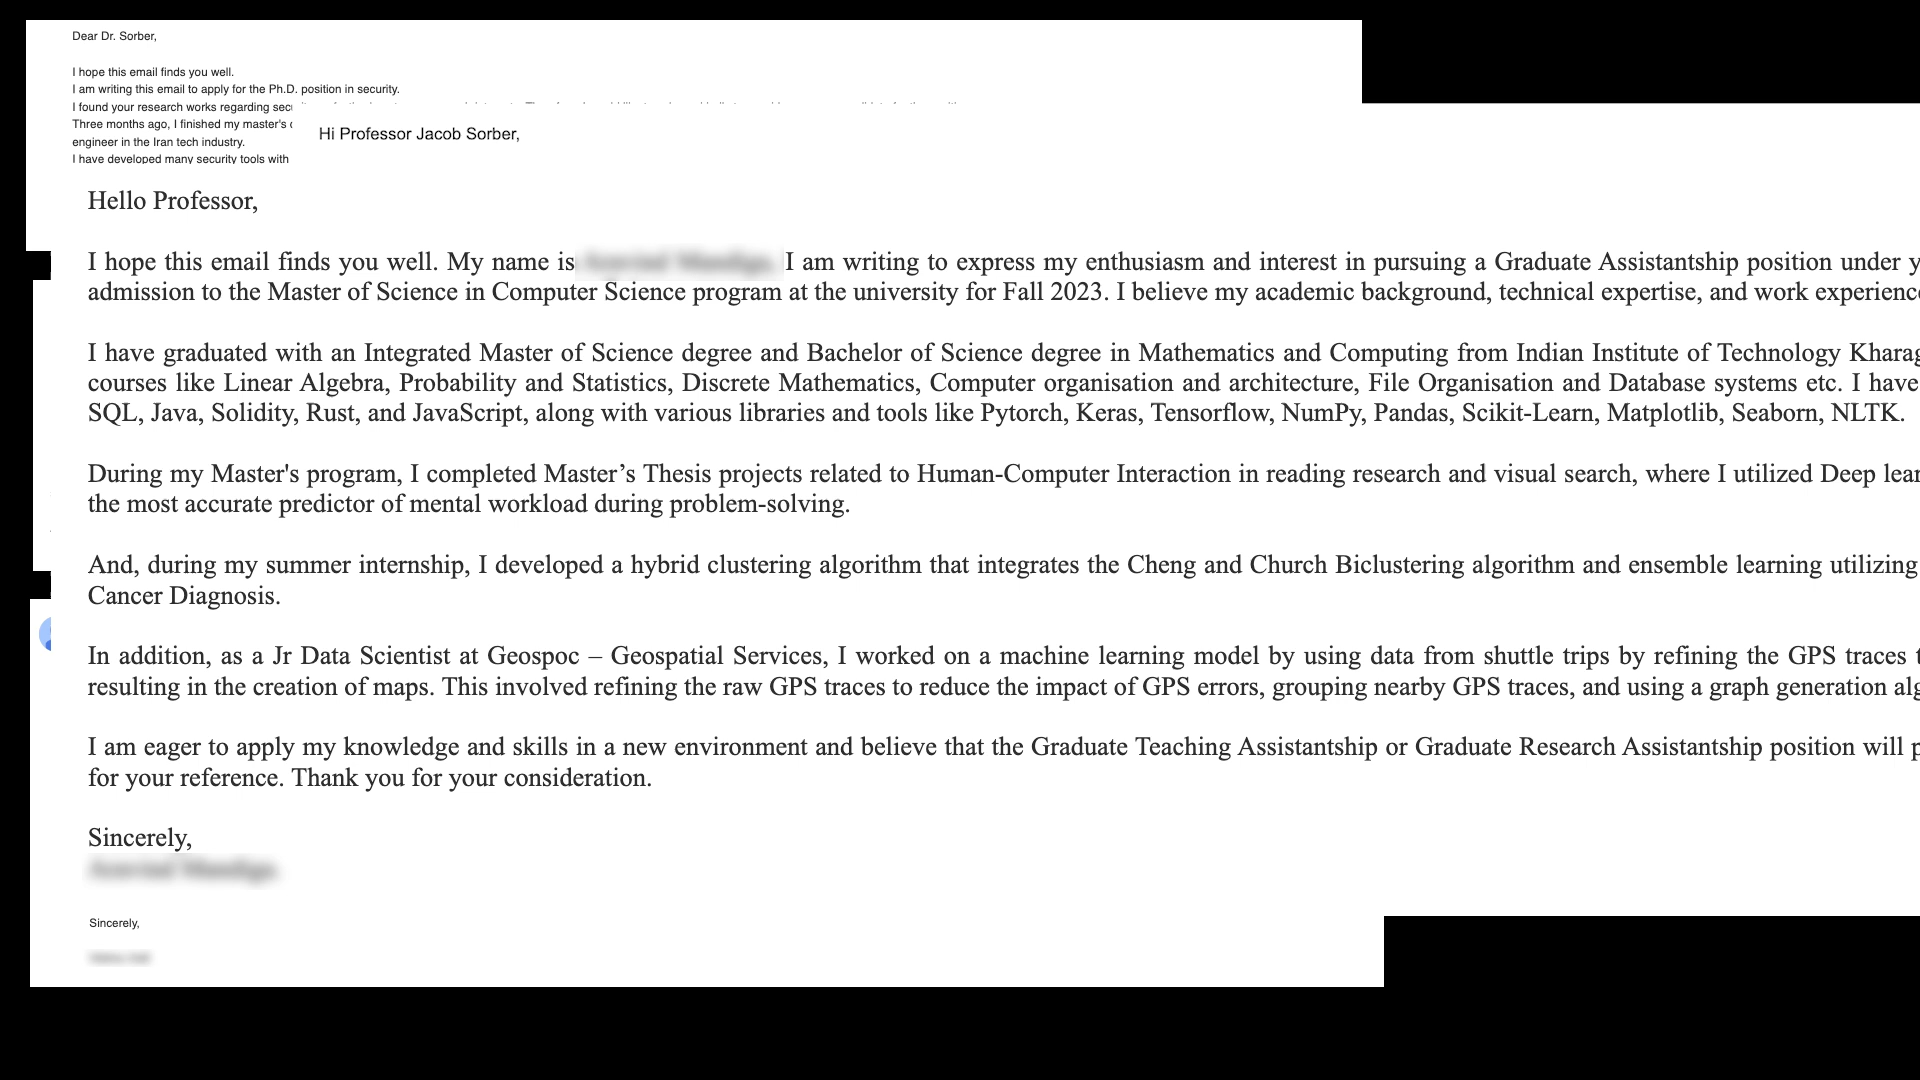 Dear Dr. Sorber,
I hope this email finds you well.
I am writing this email to apply for the Ph.D. position in security.
I found your research works regarding secu
Three months ago, I finished my master's
engineer in the Iran tech industry.
I have developed many security tools with
Hi Professor Jacob Sorber,
Hello Professor,
I hope this email finds you well. My name is I am writing to express my enthusiasm and interest in pursuing a Graduate Assistantship position under y
admission to the Master of Science in Computer Science program at the university for Fall 2023. I believe my academic background, technical expertise, and work experience
I have graduated with an Integrated Master of Science degree and Bachelor of Science degree in Mathematics and Computing from Indian Institute of Technology Kharag
courses like Linear Algebra, Probability and Statistics, Discrete Mathematics, Computer organisation and architecture, File Organisation and Database systems etc. I have
SQL, Java, Solidity, Rust, and JavaScript, along with various libraries and tools like Pytorch, Keras, Tensorflow, NumPy, Pandas, Scikit-Learn, Matplotlib, Seaborn, NLTK.
During my Master's program, I completed Master’s Thesis projects related to Human-Computer Interaction in reading research and visual search, where I utilized Deep lear
the most accurate predictor of mental workload during problem-solving.
And, during my summer internship, I developed a hybrid clustering algorithm that integrates the Cheng and Church Biclustering algorithm and ensemble learning utilizing
Cancer Diagnosis.
In addition, as a Jr Data Scientist at Geospoc – Geospatial Services, I worked on a machine learning model by using data from shuttle trips by refining the GPS traces t
resulting in the creation of maps. This involved refining the raw GPS traces to reduce the impact of GPS errors, grouping nearby GPS traces, and using a graph generation alg
I am eager to apply my knowledge and skills in a new environment and believe that the Graduate Teaching Assistantship or Graduate Research Assistantship position will p
for your reference. Thank you for your consideration.
Sincerely,
Sincerely,